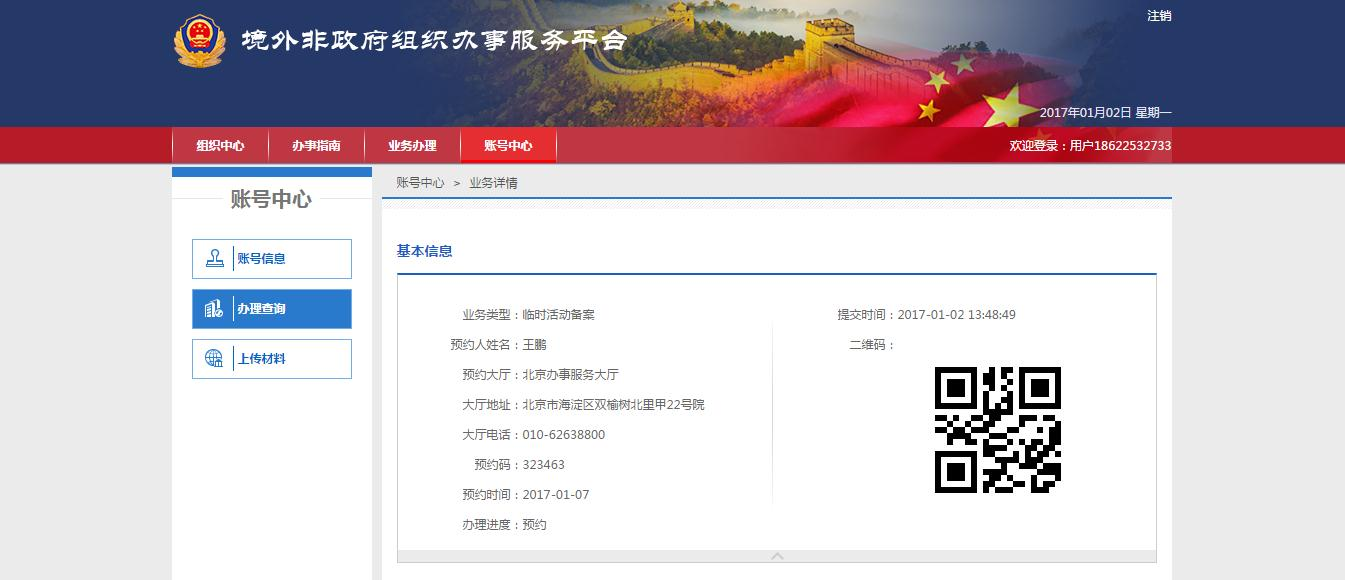 注销
境外非政府组织办事服务平台
2017年01月02日 星期一
组织中心 办事指南 业务办理 账号中心 欢迎登录：用户18622532733
账号中心
账号信息
办理查询
上传材料
账号中心 > 业务详情
基本信息
业务类型：临时活动备案
预约人姓名：王鹏
预约大厅：北京办事服务大厅
大厅地址：北京市海淀区双榆树北里甲22号院
大厅电话：010-62638800
预约码：323463
预约时间：2017-01-07
办理进度：预约
提交时间：2017-01-02 13:48:49
二维码：